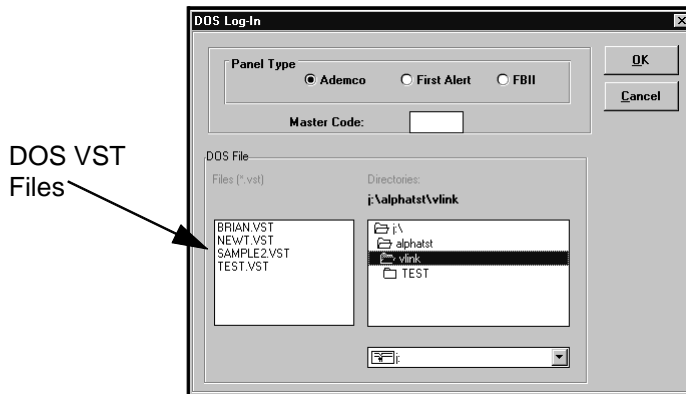 DOS Log-In
Panel Type
Ademco First Alert FBII
Master Code:
OK
Cancel
DOS VST
Files
DOS File
Files (*.vst)
BRIAN.VST
NEWT.VST
SAMPLE2.VST
TEST.VST
Directories:
j:\alphatst\vlink
j:\
alphatst
vlink
TEST
j: